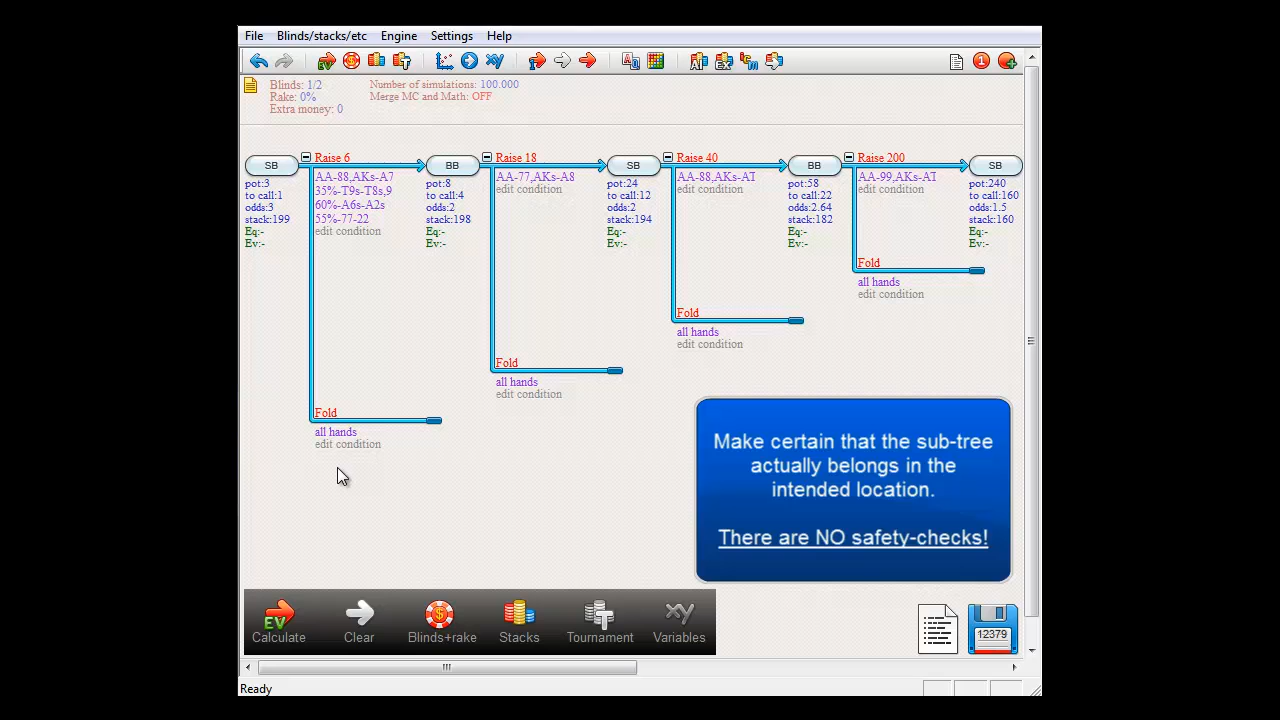 File Blinds/stacks/etc Engine Settings Help
Blinds: 1/2
Rake: 0%
Extra money: 0
Number of simulations: 100.000
Merge MC and Math: OFF
SB
pot:3
to call:1
odds:3
stack:199
Eq:-
Ev:-
Raise 6
AA-88,AKs-A7
35%-T9s-T8s,9
60%-A6s-A2s
55%-77-22
edit condition
Fold
all hands
edit condition
BB
pot:8
to call:4
odds:2
stack:198
Eq:-
Ev:-
Raise 18
AA-77,AKs-A8
edit condition
Fold
all hands
edit condition
SB
pot:24
to call:12
odds:2
stack:194
Eq:-
Ev:-
Raise 40
AA-88,AKs-AT
edit condition
Fold
all hands
edit condition
BB
pot:58
to call:22
odds:2.64
stack:182
Eq:-
Ev:-
Raise 200
AA-99,AKs-AT
edit condition
Fold
all hands
edit condition
SB
pot:240
to call:160
odds:1.5
stack:160
Eq:-
Ev:-
Make certain that the sub-tree
actually belongs in the
intended location.
There are NO safety-checks!
EV
Calculate Clear Blinds+rake Stacks Tournament Variables
12379
Ready